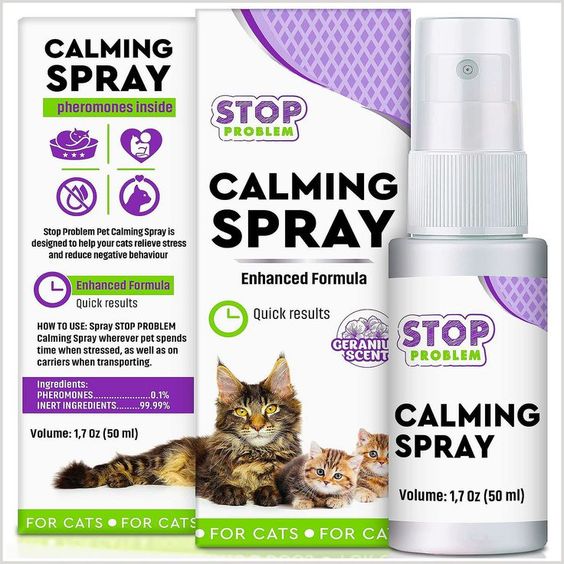 CALMING
SPRAY
pheromones inside
Stop Problem Pet Calming Spray is
designed to help your cats relieve stress
and reduce negative behaviour
Enhanced Formula
Quick results
HOW TO USE: Spray STOP PROBLEM
Calming Spray wherever pet spends
time when stressed, as well as on
carriers when transporting.
Ingredients:
PHEROMONES.....................0.1%
INERT INGREDIENTS.........99.99%
Volume: 1,7 Oz (50 ml)
FOR CATS • FOR CATS
STOP
PROBLEM
CALMING
SPRAY
Enhanced Formula
Quick results
GERANIUM
SCENT
FOR CATS • FOR CAT
STOP
PROBLEM
CALMING
SPRAY
Volume: 1,7 Oz (50 ml)